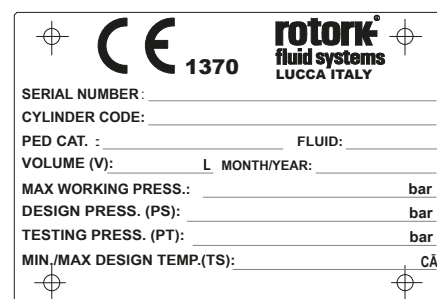 CE 1370
rotork
fluid systems
LUCCA ITALY
SERIAL NUMBER:
CYLINDER CODE:
PED CAT. : FLUID:
VOLUME (V): L MONTH/YEAR:
MAX WORKING PRESS.: bar
DESIGN PRESS. (PS): bar
TESTING PRESS. (PT): bar
MIN./MAX DESIGN TEMP.(TS):